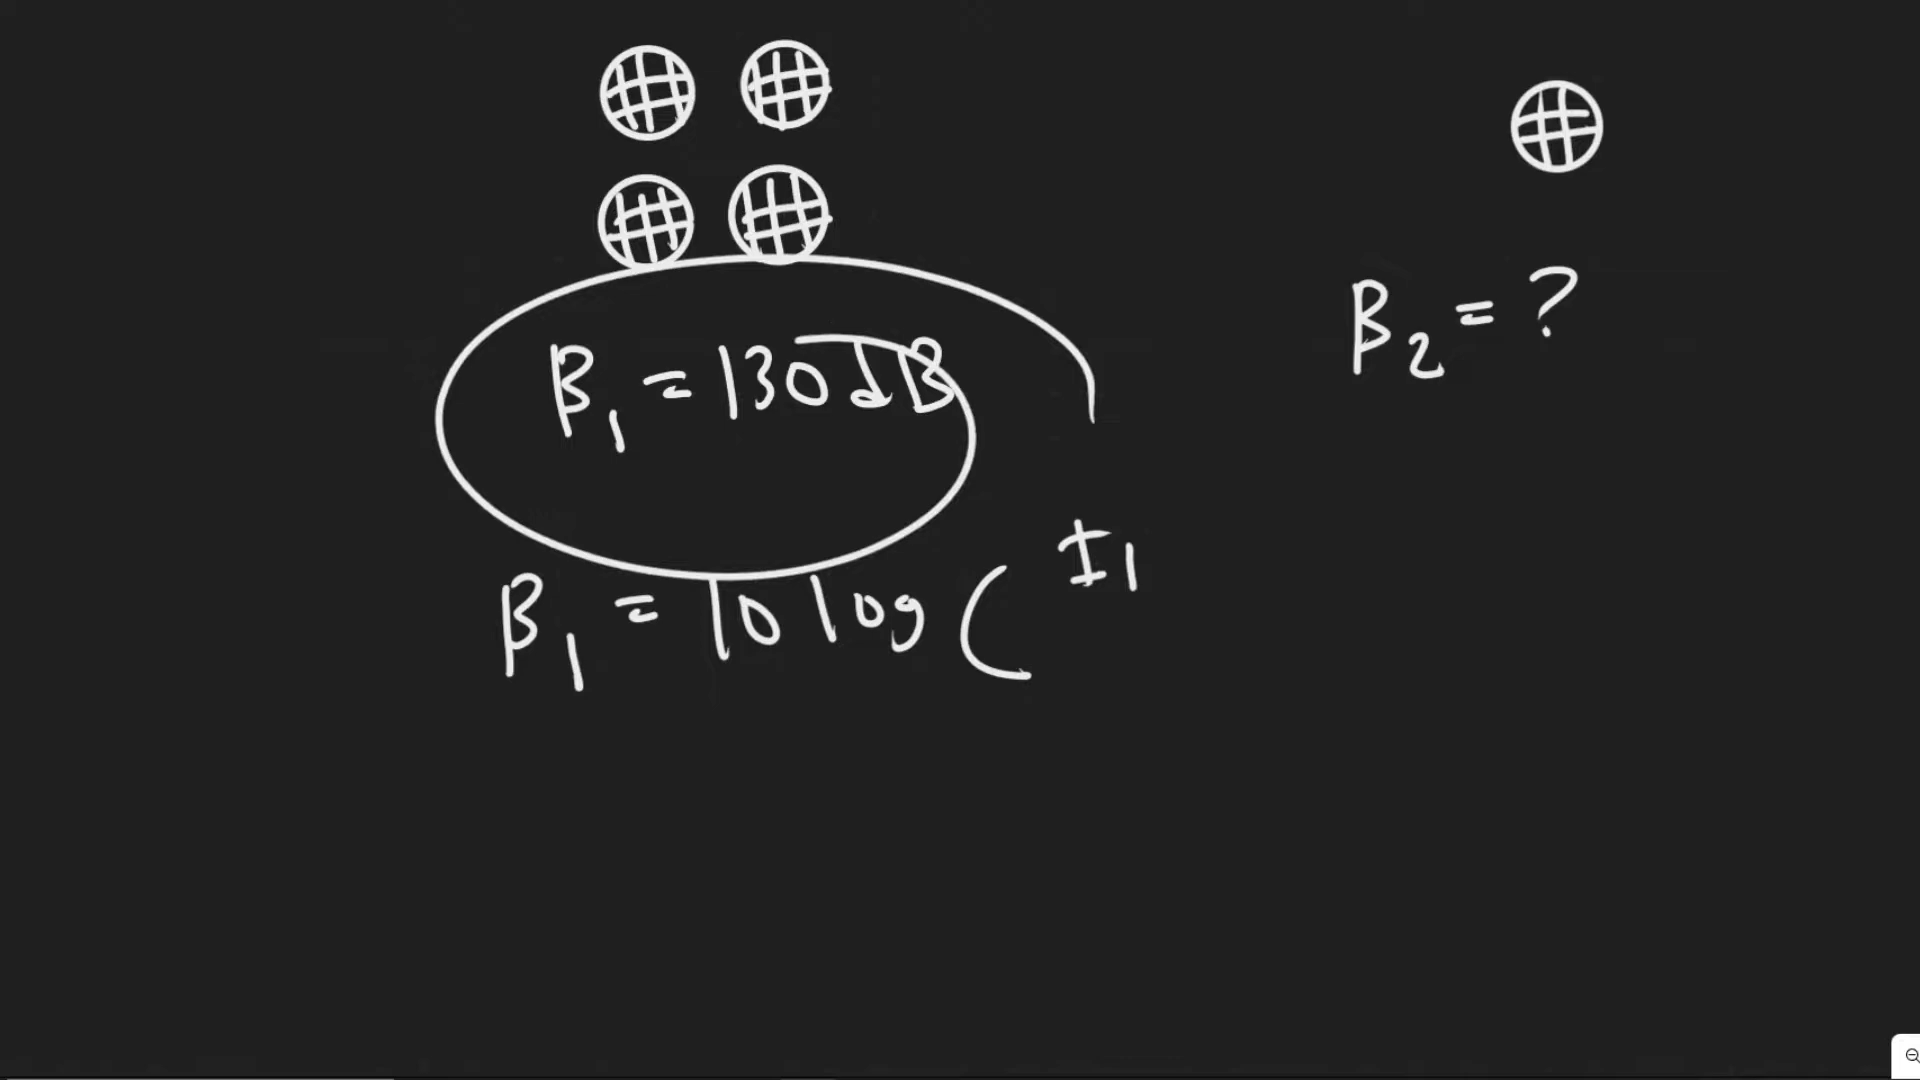 β₁ = 130 dB
β₂ = ?
β₁ = 10 log ( I₁